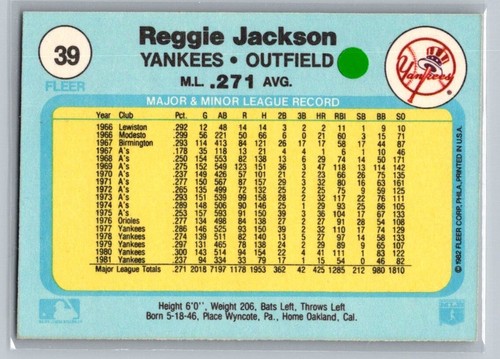 39
FLEER
Reggie Jackson
YANKEES • OUTFIELD
M.L. .271 AVG.
Yankees
MAJOR & MINOR LEAGUE RECORD
Year Club Pct. G AB R H 2B 3B HR RBI SB BB SO
1966 Lewiston .292 12 48 14 14 3 2 2 11 1 9 10
1966 Modesto .299 56 221 50 66 6 0 21 60 3 15 71
1967 Birmington .293 114 413 84 121 26 17 17 58 17 44 87
1967 A's .178 35 118 13 21 4 4 1 6 1 10 46
1968 A's .250 154 553 82 138 13 6 29 74 14 50 171
1969 A's .275 152 549 123 151 36 3 47 118 13 114 142
1970 A's .237 149 426 57 101 21 2 23 66 26 75 135
1971 A's .277 150 567 87 157 29 3 32 80 16 63 161
1972 A's .265 135 499 72 132 25 2 25 75 9 59 125
1973 A's .293 151 539 99 158 28 2 32 117 22 76 111
1974 A's .289 148 506 90 146 25 1 29 93 25 86 105
1975 A's .253 157 593 91 150 39 3 36 104 17 67 133
1976 Orioles .277 134 498 84 138 27 2 27 91 28 54 108
1977 Yankees .286 146 525 93 150 39 2 32 110 17 74 129
1978 Yankees .274 139 511 82 140 13 5 27 97 14 58 133
1979 Yankees .297 131 465 78 138 24 2 29 89 9 65 107
1980 Yankees .300 143 514 94 154 22 4 41 111 1 83 122
1981 Yankees .237 94 334 33 79 17 1 15 54 0 46 82
Major League Totals .271 2018 7197 1178 1953 362 42 425 1285 212 980 1810
Height 6'0", Weight 206, Bats Left, Throws Left
Born 5-18-46, Place Wyncote, Pa., Home Oakland, Cal.
© 1982 FLEER CORP. PHILA. PRINTED IN U.S.A.